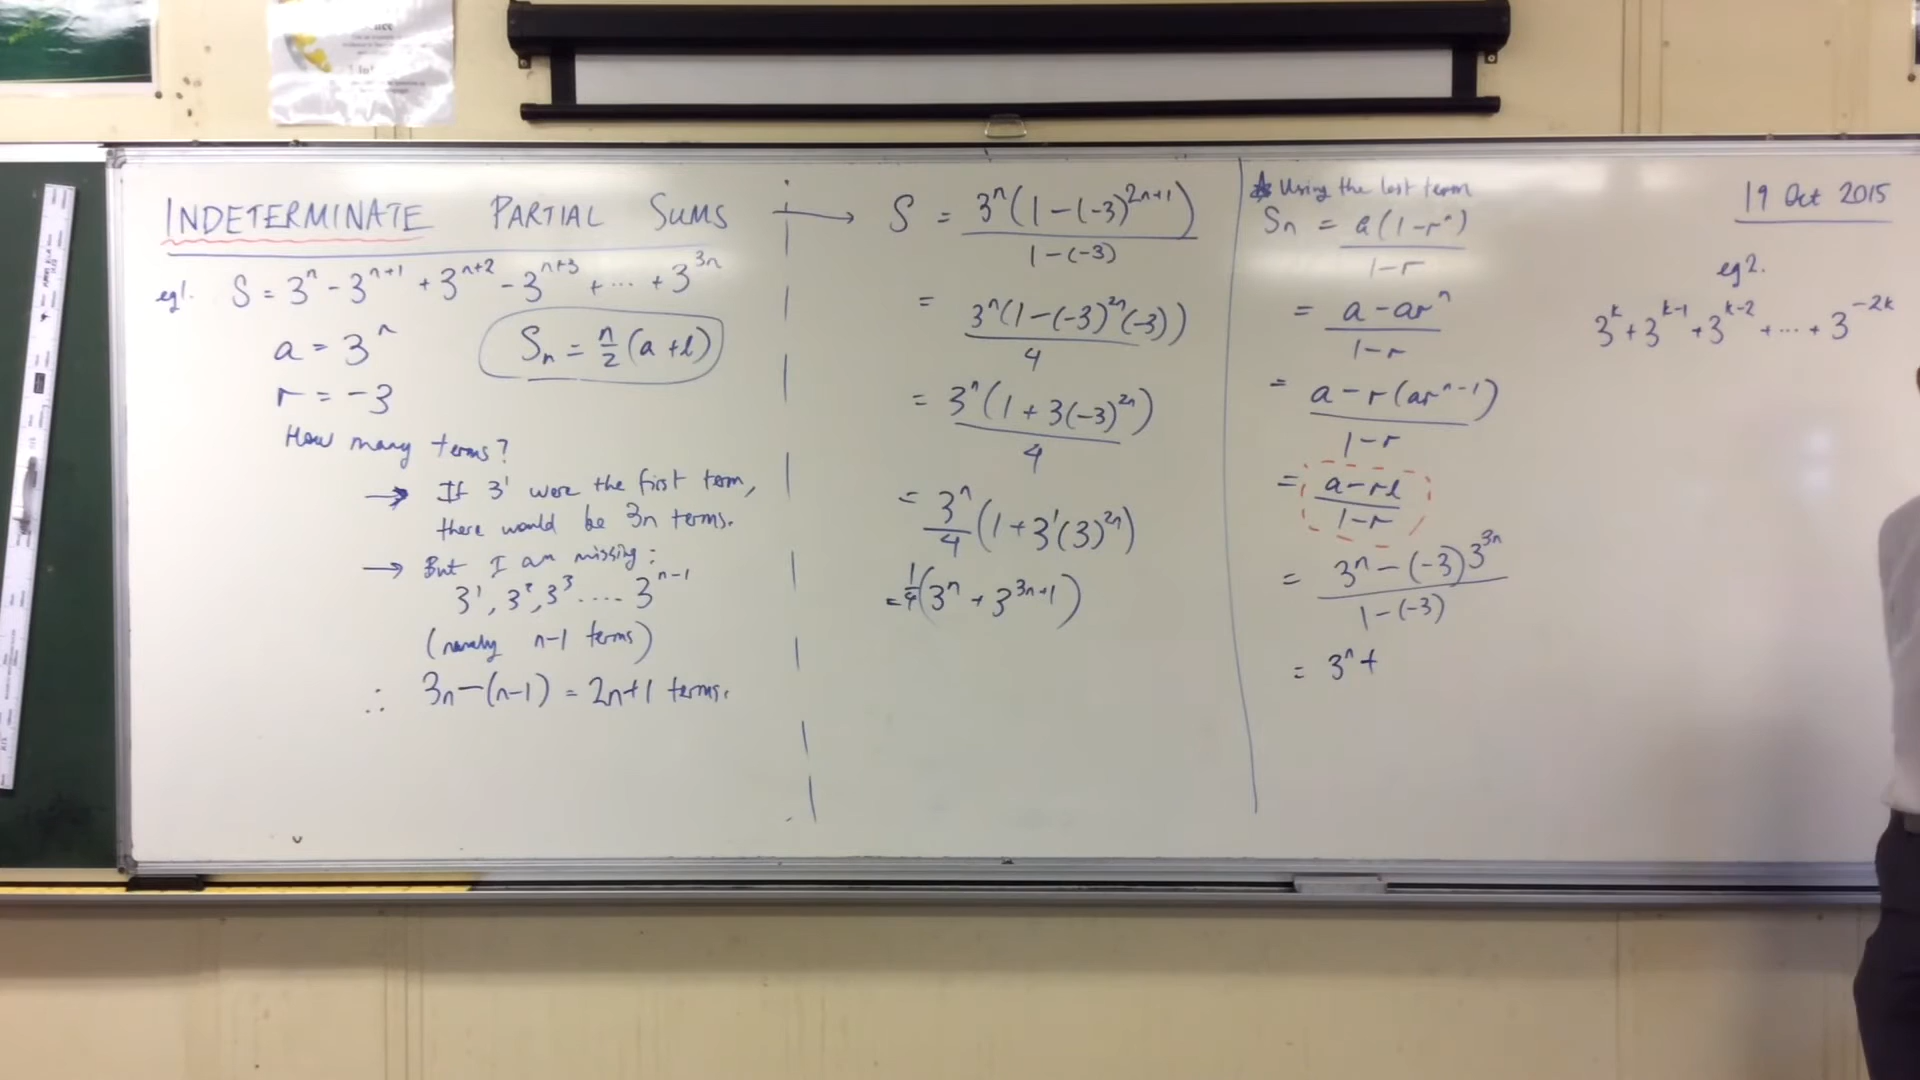 INDETERMINATE PARTIAL SUMS
eg1. S = 3ⁿ - 3ⁿ⁺¹ + 3ⁿ⁺² - 3ⁿ⁺³ + ... + 3³ⁿ
a = 3ⁿ
Sₙ = n/2 (a + l)
r = -3
How many terms?
→ If 3¹ were the first term,
there would be 3n terms.
→ But I am missing:
3¹, 3², 3³ .... 3ⁿ⁻¹
(namely n-1 terms)
∴ 3n-(n-1) = 2n+1 terms.
→ S = 3ⁿ(1-(-3)²ⁿ⁺¹) / 1-(-3)
= 3ⁿ(1-(-3)²ⁿ(-3)) / 4
= 3ⁿ(1+3(-3)²ⁿ) / 4
= 3ⁿ/4 (1+3¹(3)²ⁿ)
= 1/4(3ⁿ + 3³ⁿ⁺¹)
☆ Using the last term
Sₙ = a(1-rⁿ) / 1-r
= a-arⁿ / 1-r
= a-r(arⁿ⁻¹) / 1-r
= a-rl / 1-r
= 3ⁿ-(-3)3³ⁿ / 1-(-3)
= 3ⁿ+
19 Oct 2015
eg2.
3ᵏ + 3ᵏ⁻¹ + 3ᵏ⁻² + ... + 3⁻²ᵏ